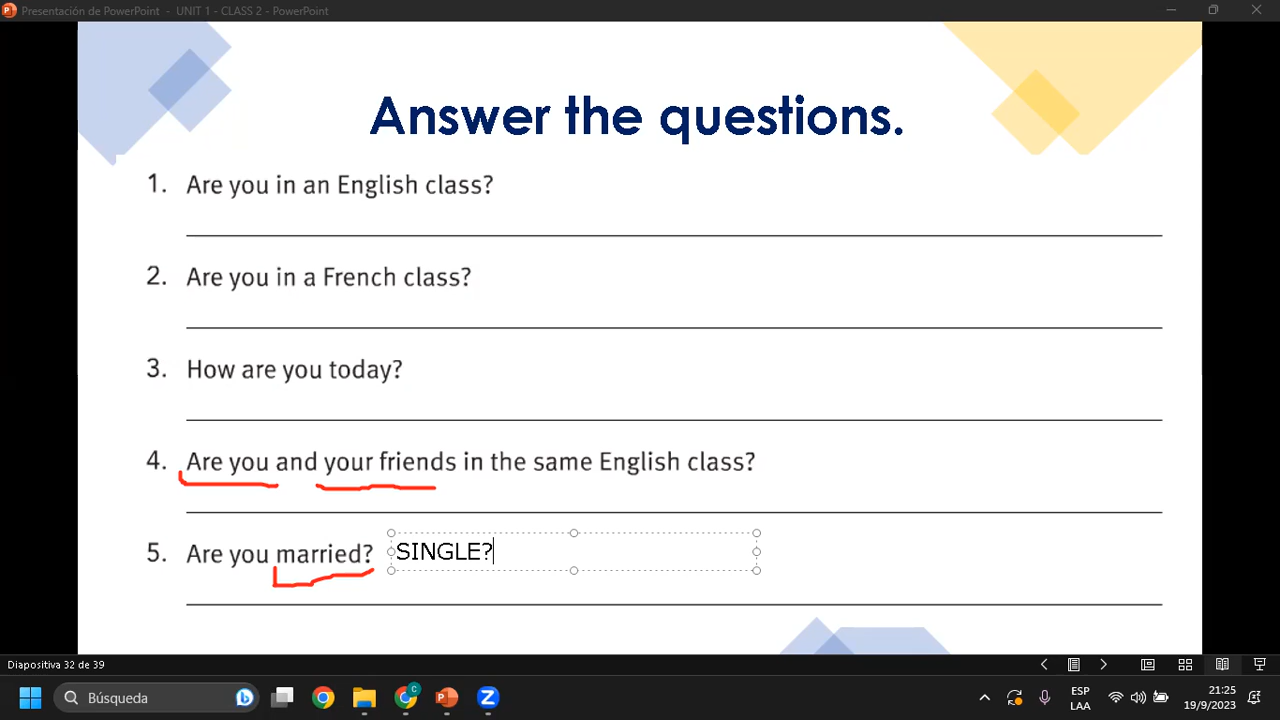 Presentación de PowerPoint - UNIT 1 - CLASS 2 - PowerPoint
Answer the questions.
1. Are you in an English class?
2. Are you in a French class?
3. How are you today?
4. Are you and your friends in the same English class?
5. Are you married? SINGLE?
Diapositiva 32 de 39
Búsqueda
ESP
LAA
21:25
19/9/2023